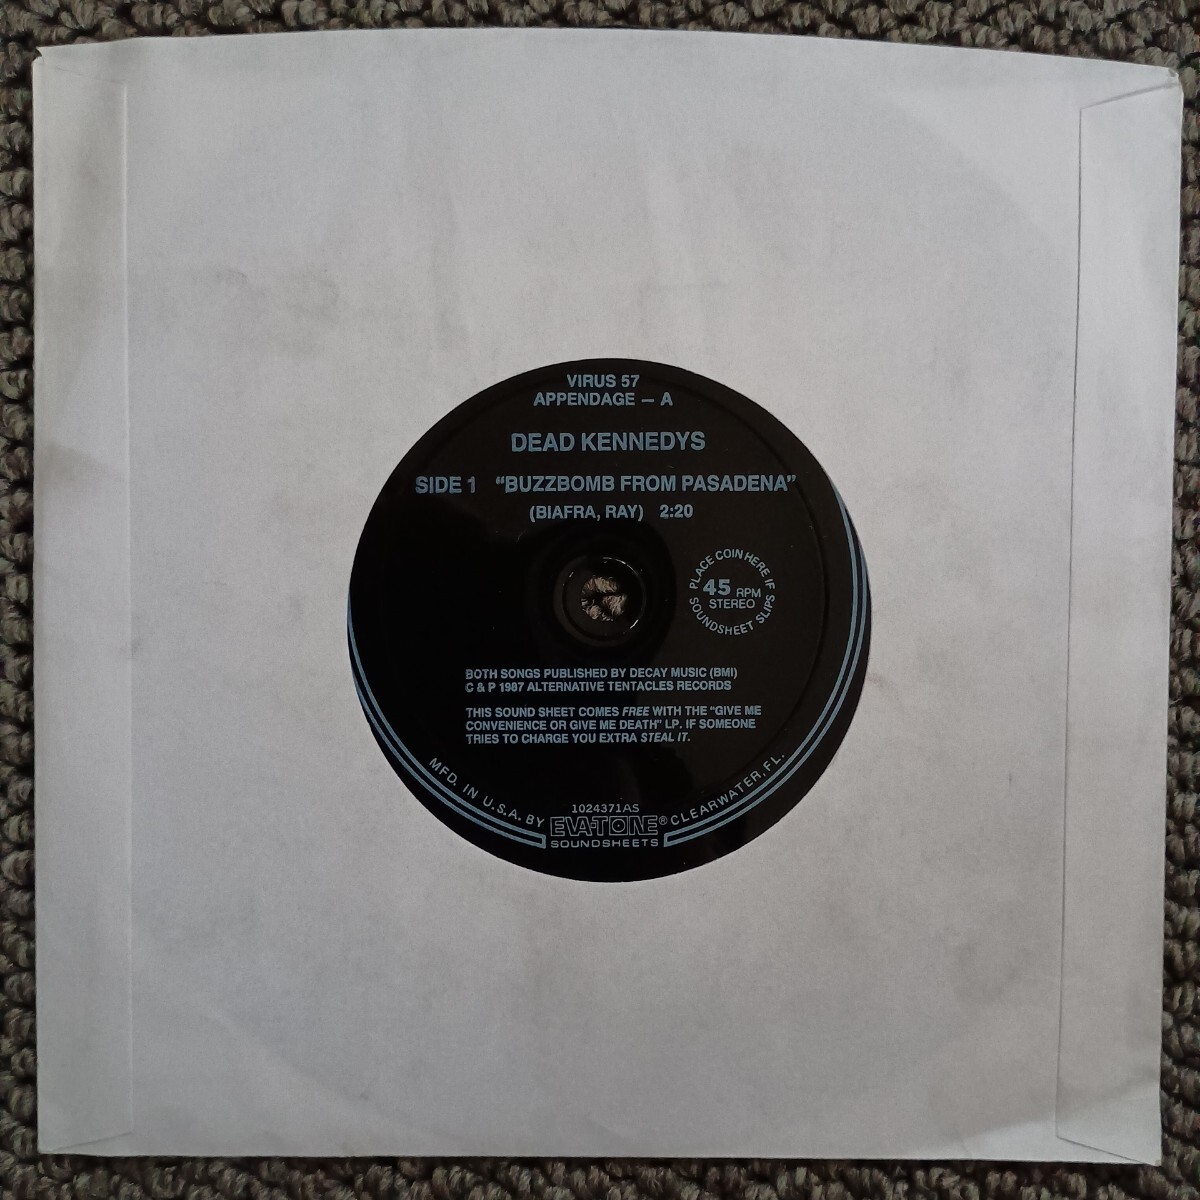 VIRUS 57
APPENDAGE – A
DEAD KENNEDYS
SIDE 1 “BUZZBOMB FROM PASADENA”
(BIAFRA, RAY) 2:20
PLACE COIN HERE IF
SOUNDSHEET SLIPS
45 RPM
STEREO
BOTH SONGS PUBLISHED BY DECAY MUSIC (BMI)
C & P 1987 ALTERNATIVE TENTACLES RECORDS
THIS SOUND SHEET COMES FREE WITH THE “GIVE ME
CONVENIENCE OR GIVE ME DEATH” LP. IF SOMEONE
TRIES TO CHARGE YOU EXTRA STEAL IT.
1024371AS
MFD. IN U.S.A. BY EVA-TONE® CLEARWATER, FL.
SOUNDSHEETS